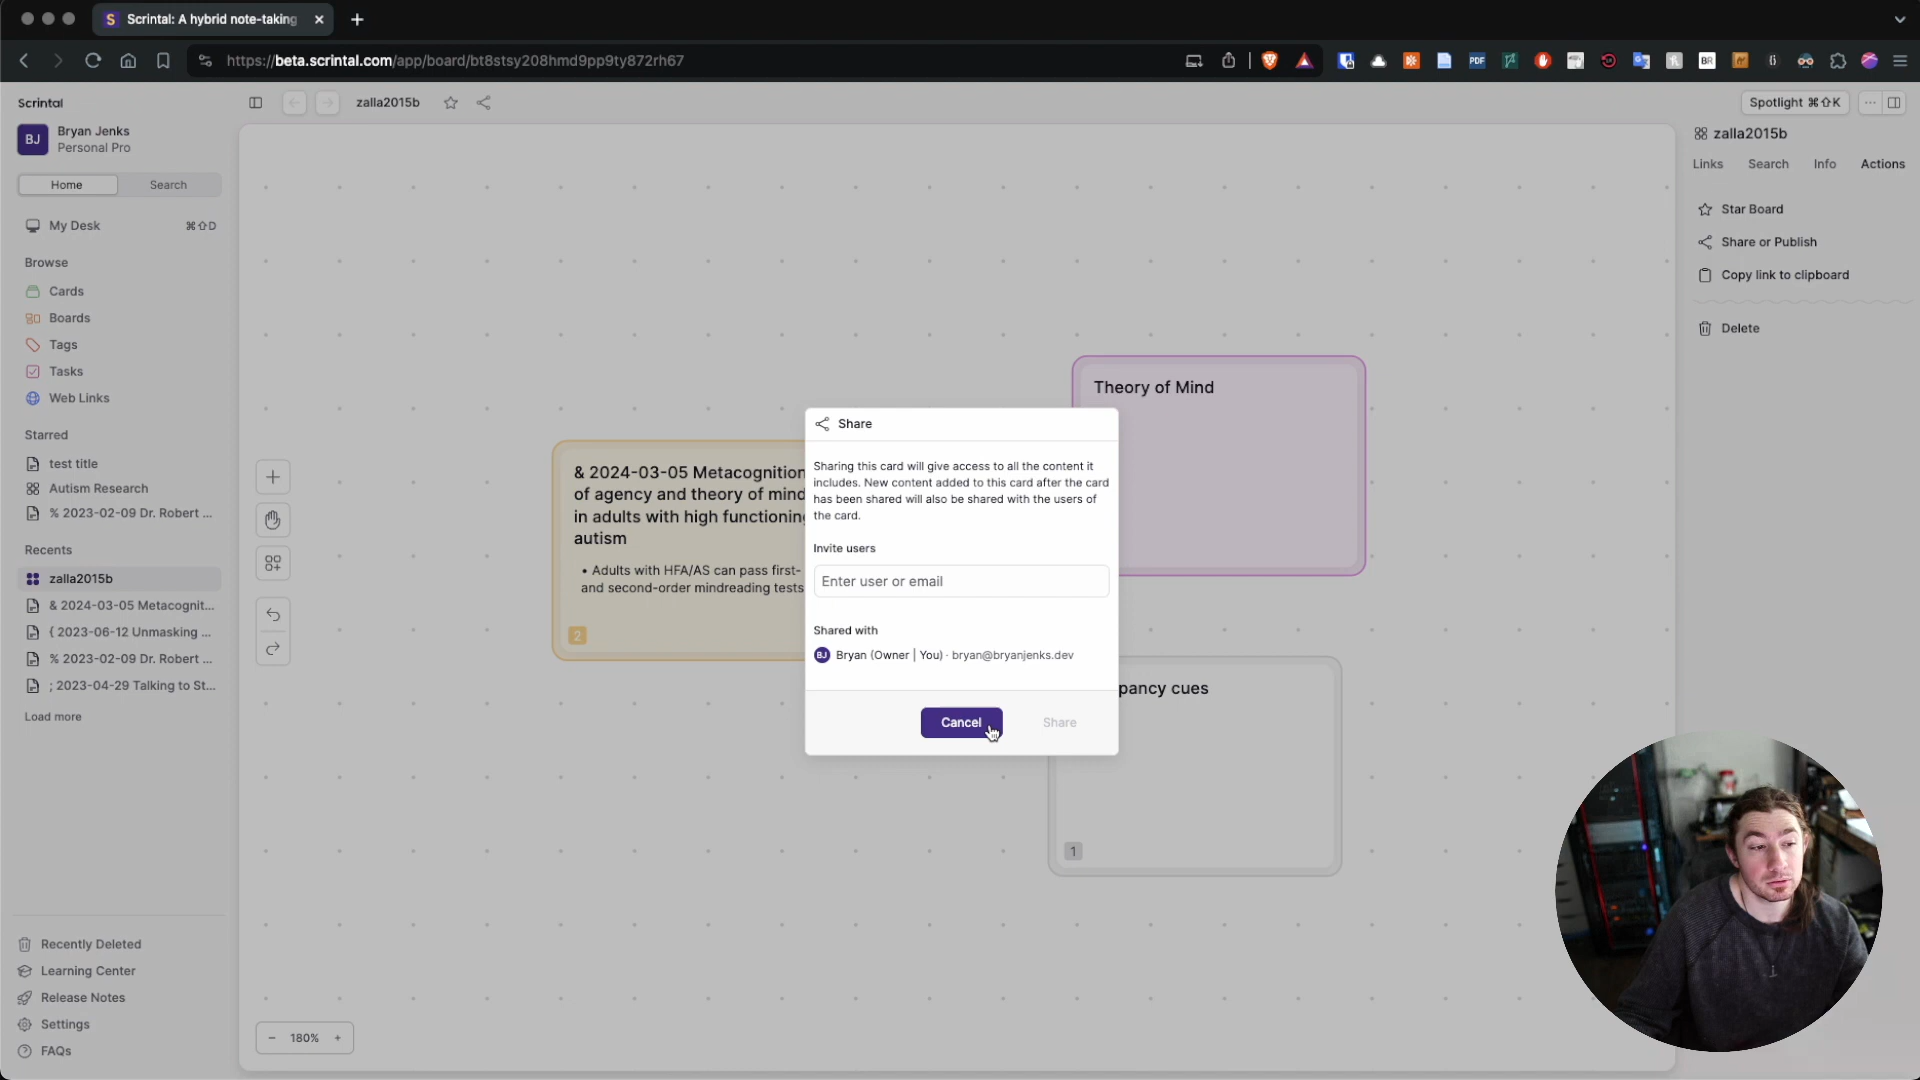 Scrintal: A hybrid note-taking
https://beta.scrintal.com/app/board/bt8stsy208hmd9pp9ty872rh67
PDF
BR
Scrintal
zalla2015b
Spotlight ⌘⇧K
BJ
Bryan Jenks
Personal Pro
Home
Search
My Desk
⌘⇧D
Browse
Cards
Boards
Tags
Tasks
Web Links
Starred
test title
Autism Research
% 2023-02-09 Dr. Robert ...
Recents
zalla2015b
& 2024-03-05 Metacognit...
{ 2023-06-12 Unmasking ...
% 2023-02-09 Dr. Robert ...
; 2023-04-29 Talking to St...
Load more
Recently Deleted
Learning Center
Release Notes
Settings
FAQs
− 180% +
& 2024-03-05 Metacognition
of agency and theory of mind
in adults with high functioning
autism
• Adults with HFA/AS can pass first-
and second-order mindreading tests
2
Theory of Mind
pancy cues
1
Share
Sharing this card will give access to all the content it
includes. New content added to this card after the card
has been shared will also be shared with the users of
the card.
Invite users
Enter user or email
Shared with
BJ
Bryan (Owner | You) · bryan@bryanjenks.dev
Cancel
Share
zalla2015b
Links
Search
Info
Actions
Star Board
Share or Publish
Copy link to clipboard
Delete